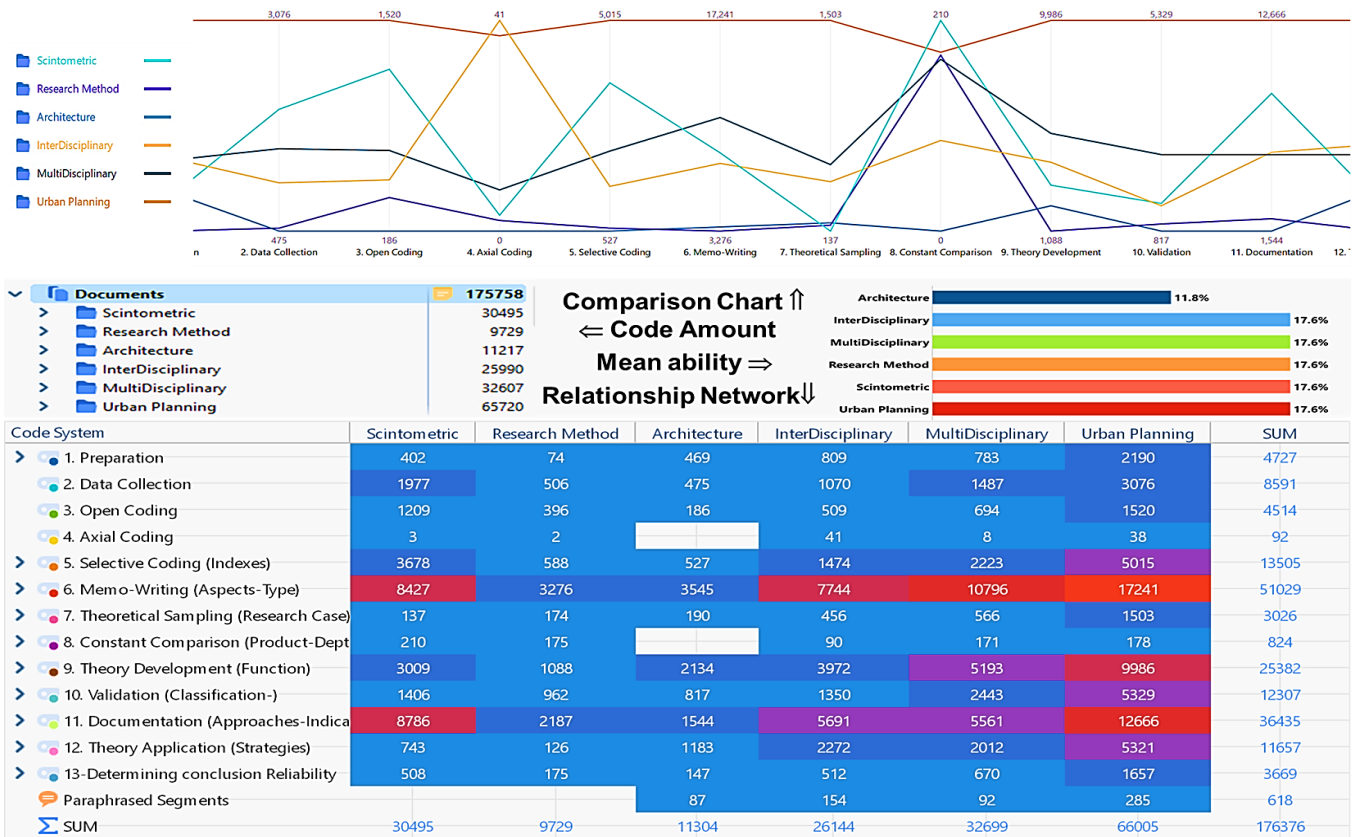 3,076 1,520 41 5,015 17,241 1,503 210 9,986 5,329 12,666
Scintometric
Research Method
Architecture
InterDisciplinary
MultiDisciplinary
Urban Planning
475 186 0 527 3,276 137 0 1,088 817 1,544
n 2. Data Collection 3. Open Coding 4. Axial Coding 5. Selective Coding 6. Memo-Writing 7. Theoretical Sampling 8. Constant Comparison 9. Theory Development 10. Validation 11. Documentation 12. T
Documents 175758
Scintometric 30495
Research Method 9729
Architecture 11217
InterDisciplinary 25990
MultiDisciplinary 32607
Urban Planning 65720
Comparison Chart ⇑
⇐ Code Amount
Mean ability ⇒
Relationship Network⇓
Architecture 11.8%
InterDisciplinary 17.6%
MultiDisciplinary 17.6%
Research Method 17.6%
Scintometric 17.6%
Urban Planning 17.6%
Code System Scintometric Research Method Architecture InterDisciplinary MultiDisciplinary Urban Planning SUM
1. Preparation 402 74 469 809 783 2190 4727
2. Data Collection 1977 506 475 1070 1487 3076 8591
3. Open Coding 1209 396 186 509 694 1520 4514
4. Axial Coding 3 2 41 8 38 92
5. Selective Coding (Indexes) 3678 588 527 1474 2223 5015 13505
6. Memo-Writing (Aspects-Type) 8427 3276 3545 7744 10796 17241 51029
7. Theoretical Sampling (Research Case) 137 174 190 456 566 1503 3026
8. Constant Comparison (Product-Dept 210 175 90 171 178 824
9. Theory Development (Function) 3009 1088 2134 3972 5193 9986 25382
10. Validation (Classification-) 1406 962 817 1350 2443 5329 12307
11. Documentation (Approaches-Indica 8786 2187 1544 5691 5561 12666 36435
12. Theory Application (Strategies) 743 126 1183 2272 2012 5321 11657
13-Determining conclusion Reliability 508 175 147 512 670 1657 3669
Paraphrased Segments 87 154 92 285 618
∑ SUM 30495 9729 11304 26144 32699 66005 176376